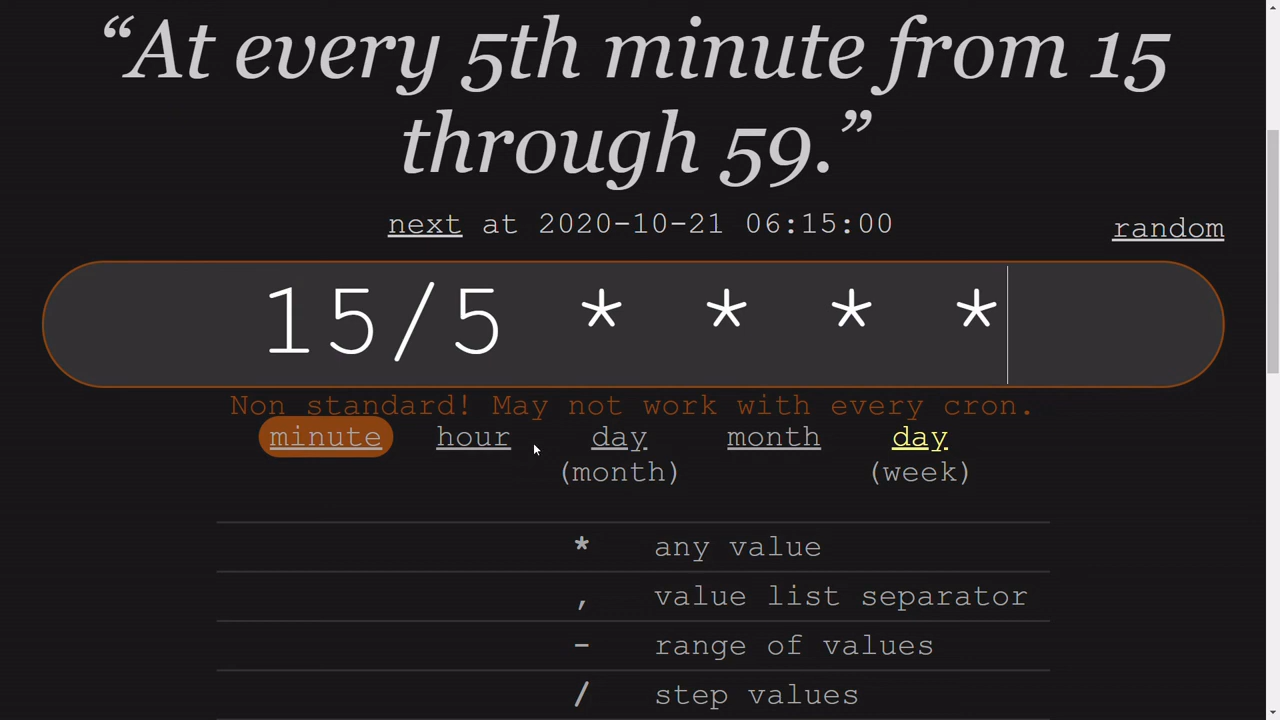 “At every 5th minute from 15
through 59.”
next at 2020-10-21 06:15:00
random
15/5 * * * *
Non standard! May not work with every cron.
minute hour day month day
(month) (week)
* any value
, value list separator
- range of values
/ step values